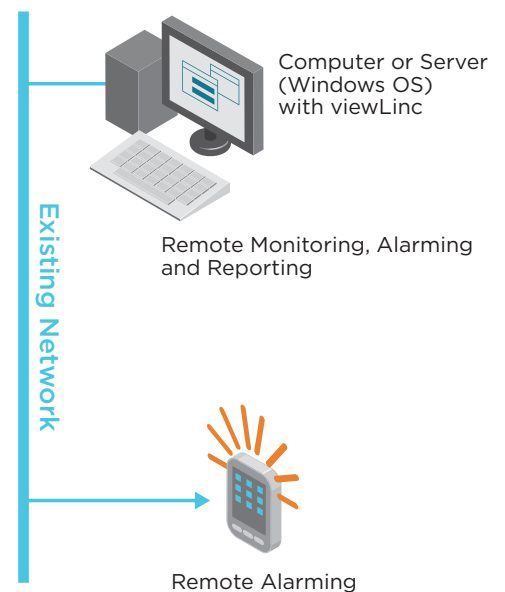 Computer or Server
(Windows OS)
with viewLinc
Remote Monitoring, Alarming
and Reporting
Existing Network
Remote Alarming